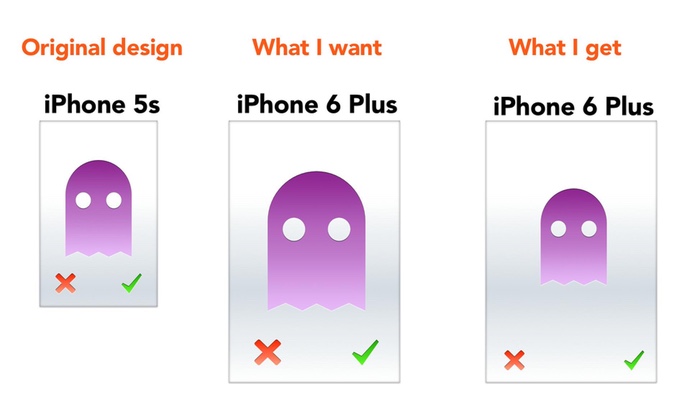 Original design
What I want
What I get
iPhone 5s
iPhone 6 Plus
iPhone 6 Plus